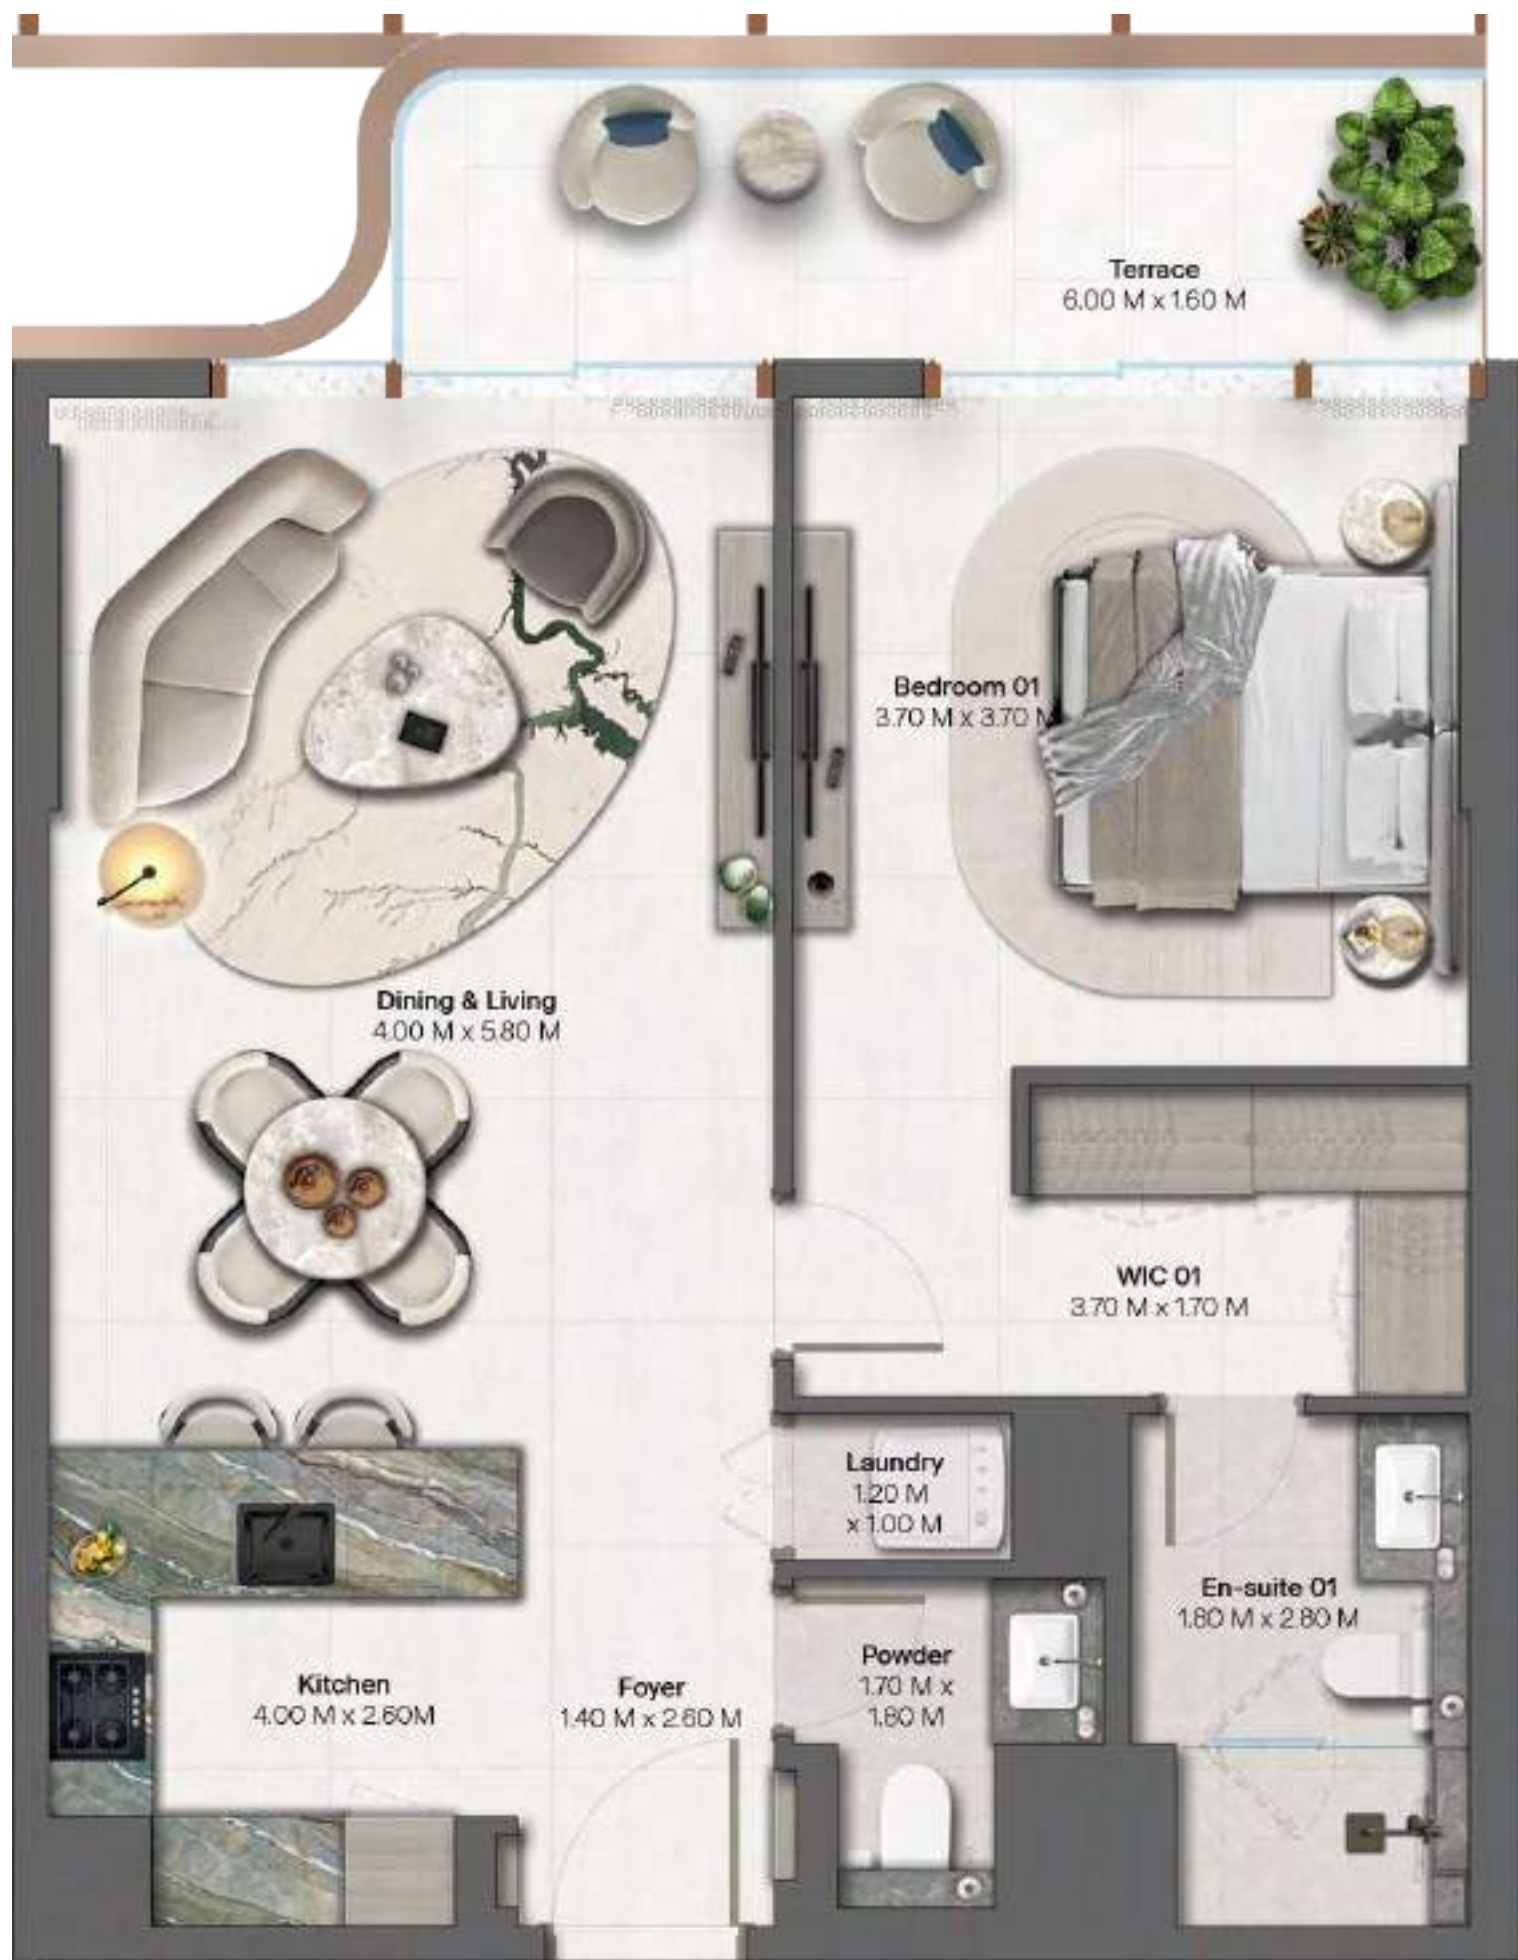 Terrace
6.00 M x 1.60 M
Bedroom 01
3.70 M x 3.70 M
Dining & Living
4.00 M x 5.80 M
WIC 01
3.70 M x 1.70 M
Laundry
1.20 M
x 1.00 M
En-suite 01
1.80 M x 2.80 M
Powder
1.70 M x
1.80 M
Kitchen
4.00 M x 2.60M
Foyer
1.40 M x 2.60 M